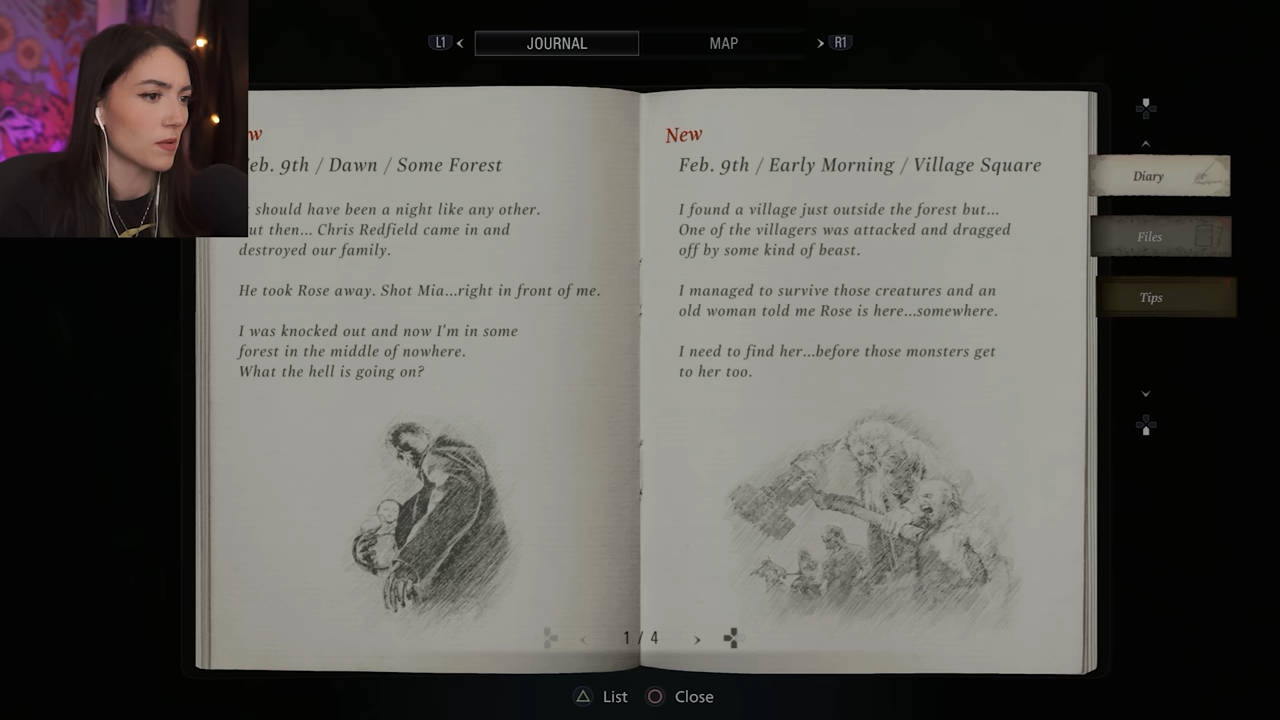 L1 JOURNAL MAP R1
New
Feb. 9th / Dawn / Some Forest
should have been a night like any other.
then... Chris Redfield came in and
destroyed our family.
He took Rose away. Shot Mia...right in front of me.
I was knocked out and now I'm in some
forest in the middle of nowhere.
What the hell is going on?
Feb. 9th / Early Morning / Village Square
I found a village just outside the forest but...
One of the villagers was attacked and dragged
off by some kind of beast.
I managed to survive those creatures and an
old woman told me Rose is here...somewhere.
I need to find her...before those monsters get
to her too.
Diary
Files
Tips
1 / 4
List Close